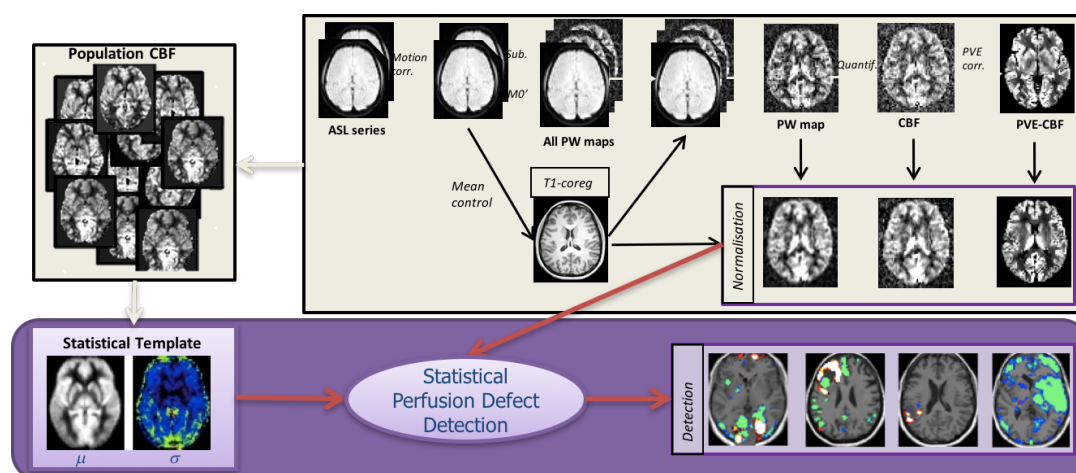 Population CBF
Motion
corr.
Sub.
M0'
Quantif.
PVE
corr.
ASL series
All PW maps
PW map
CBF
PVE-CBF
Mean
control
T1-coreg
Normalisation
Statistical Template
μ
σ
Statistical
Perfusion Defect
Detection
Detection